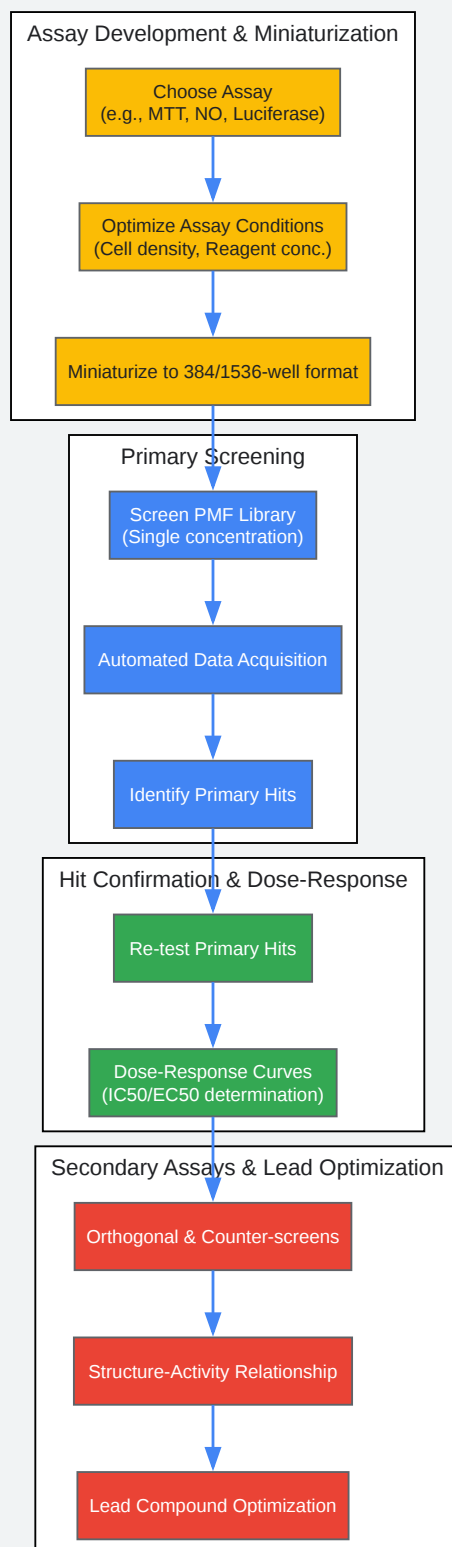 Assay Development & Miniaturization
Choose Assay
(e.g., MTT, NO, Luciferase)
Optimize Assay Conditions
(Cell density, Reagent conc.)
Miniaturize to 384/1536-well format
Primary Screening
Screen PMF Library
(Single concentration)
Automated Data Acquisition
Identify Primary Hits
Hit Confirmation & Dose-Response
Re-test Primary Hits
Dose-Response Curves
(IC50/EC50 determination)
Secondary Assays & Lead Optimization
Orthogonal & Counter-screens
Structure-Activity Relationship
Lead Compound Optimization